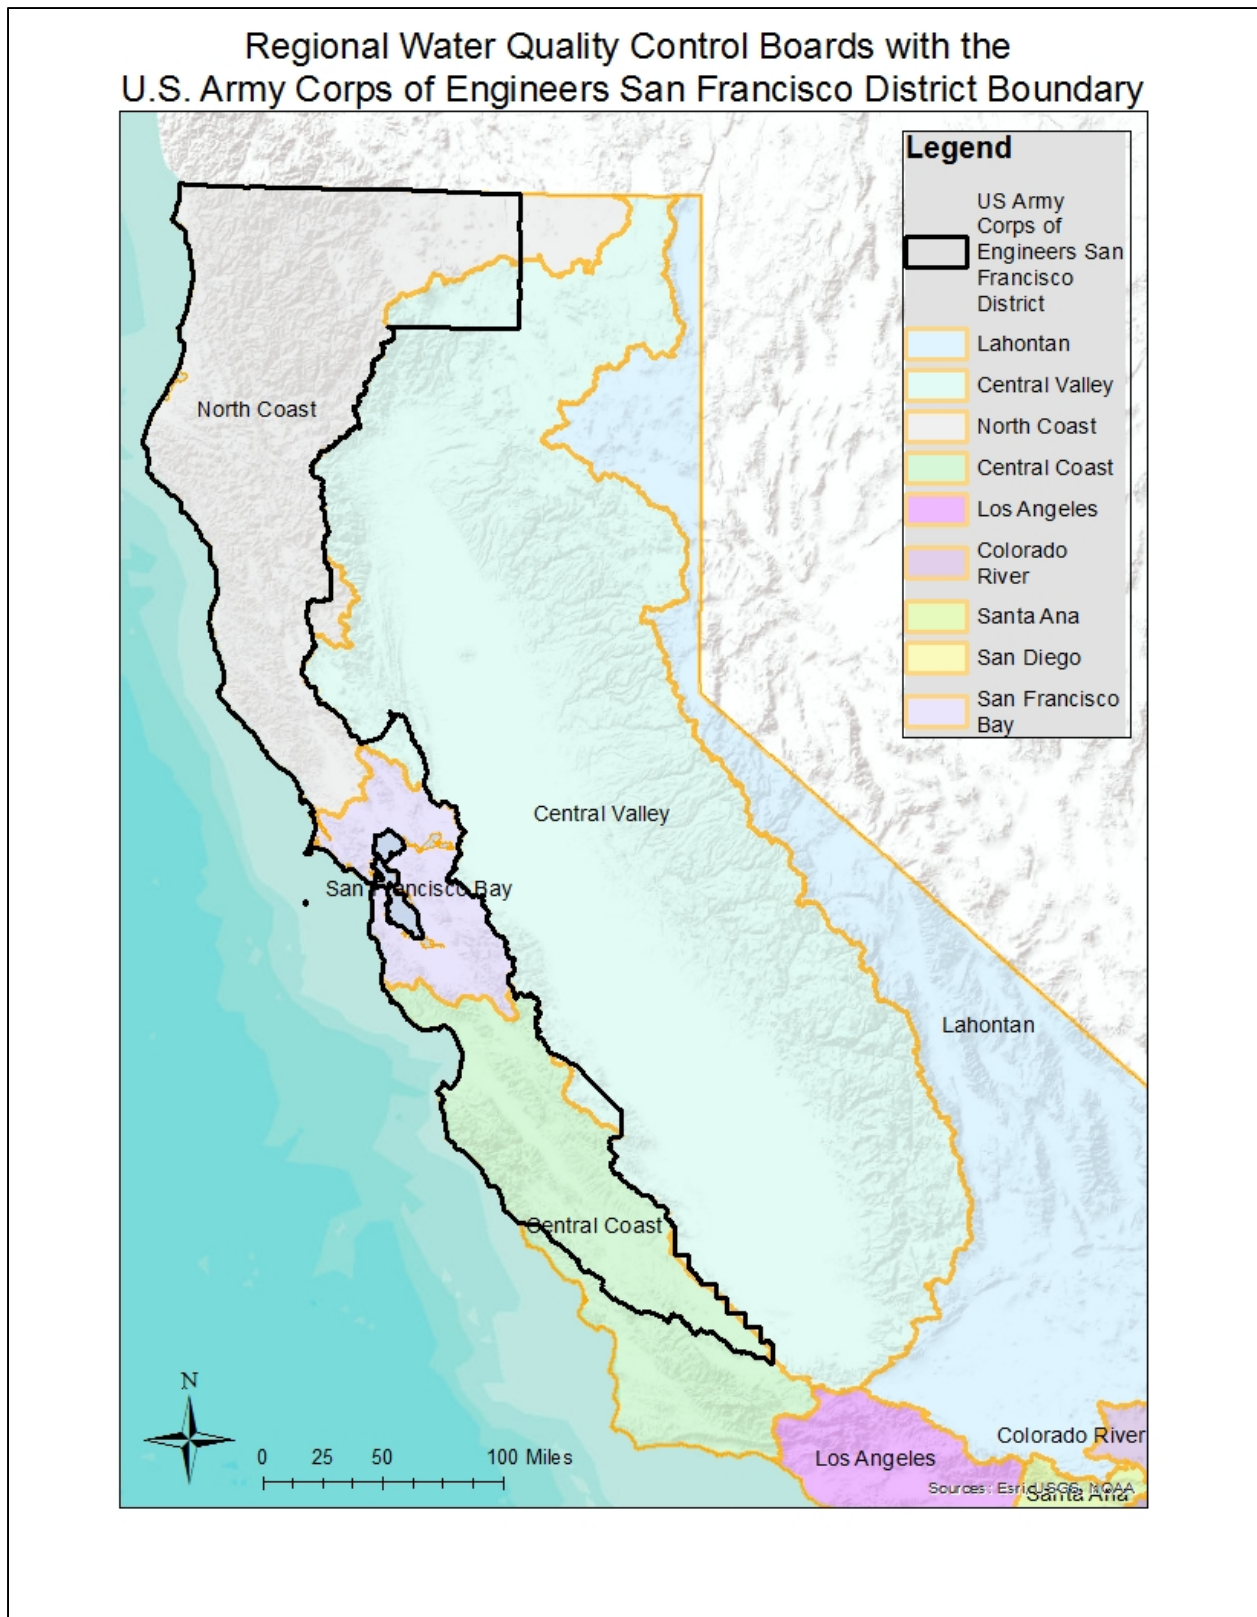 Regional Water Quality Control Boards with the
U.S. Army Corps of Engineers San Francisco District Boundary
Legend
US Army
Corps of
Engineers San
Francisco
District
Lahontan
Central Valley
North Coast
Central Coast
Los Angeles
Colorado
River
Santa Ana
San Diego
San Francisco
Bay
North Coast
Central Valley
San Francisco Bay
Lahontan
Central Coast
N
0 25 50 100 Miles
Colorado River
Los Angeles
Sources: Esri, USGS, NOAA
Santa Ana